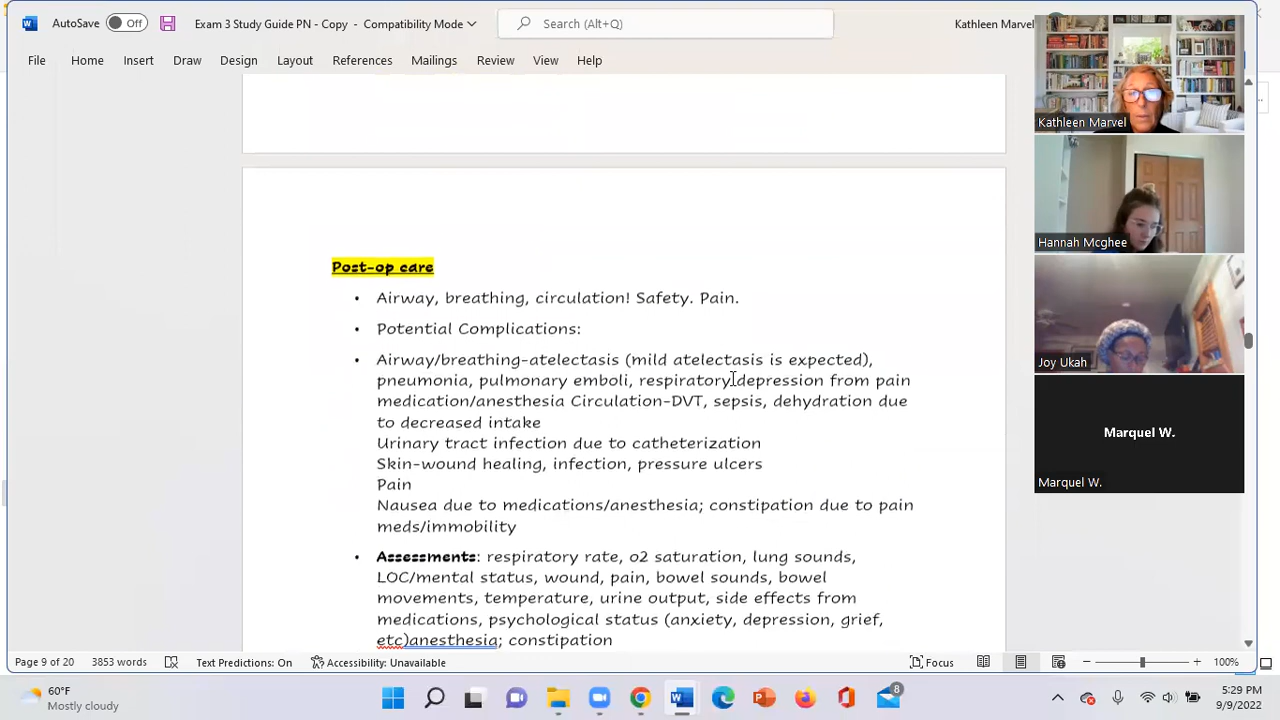 AutoSave Off
Exam 3 Study Guide PN - Copy - Compatibility Mode
Search (Alt+Q)
Kathleen Marvel
File Home Insert Draw Design Layout References Mailings Review View Help
Kathleen Marvel
Hannah Mcghee
Joy Ukah
Marquel W.
Marquel W.
Post-op care
• Airway, breathing, circulation! Safety. Pain.
• Potential Complications:
• Airway/breathing-atelectasis (mild atelectasis is expected),
pneumonia, pulmonary emboli, respiratory depression from pain
medication/anesthesia Circulation-DVT, sepsis, dehydration due
to decreased intake
Urinary tract infection due to catheterization
Skin-wound healing, infection, pressure ulcers
Pain
Nausea due to medications/anesthesia; constipation due to pain
meds/immobility
• Assessments: respiratory rate, o2 saturation, lung sounds,
LOC/mental status, wound, pain, bowel sounds, bowel
movements, temperature, urine output, side effects from
medications, psychological status (anxiety, depression, grief,
etc)anesthesia; constipation
Page 9 of 20 3853 words Text Predictions: On Accessibility: Unavailable Focus 100%
60°F
Mostly cloudy
8
5:29 PM
9/9/2022